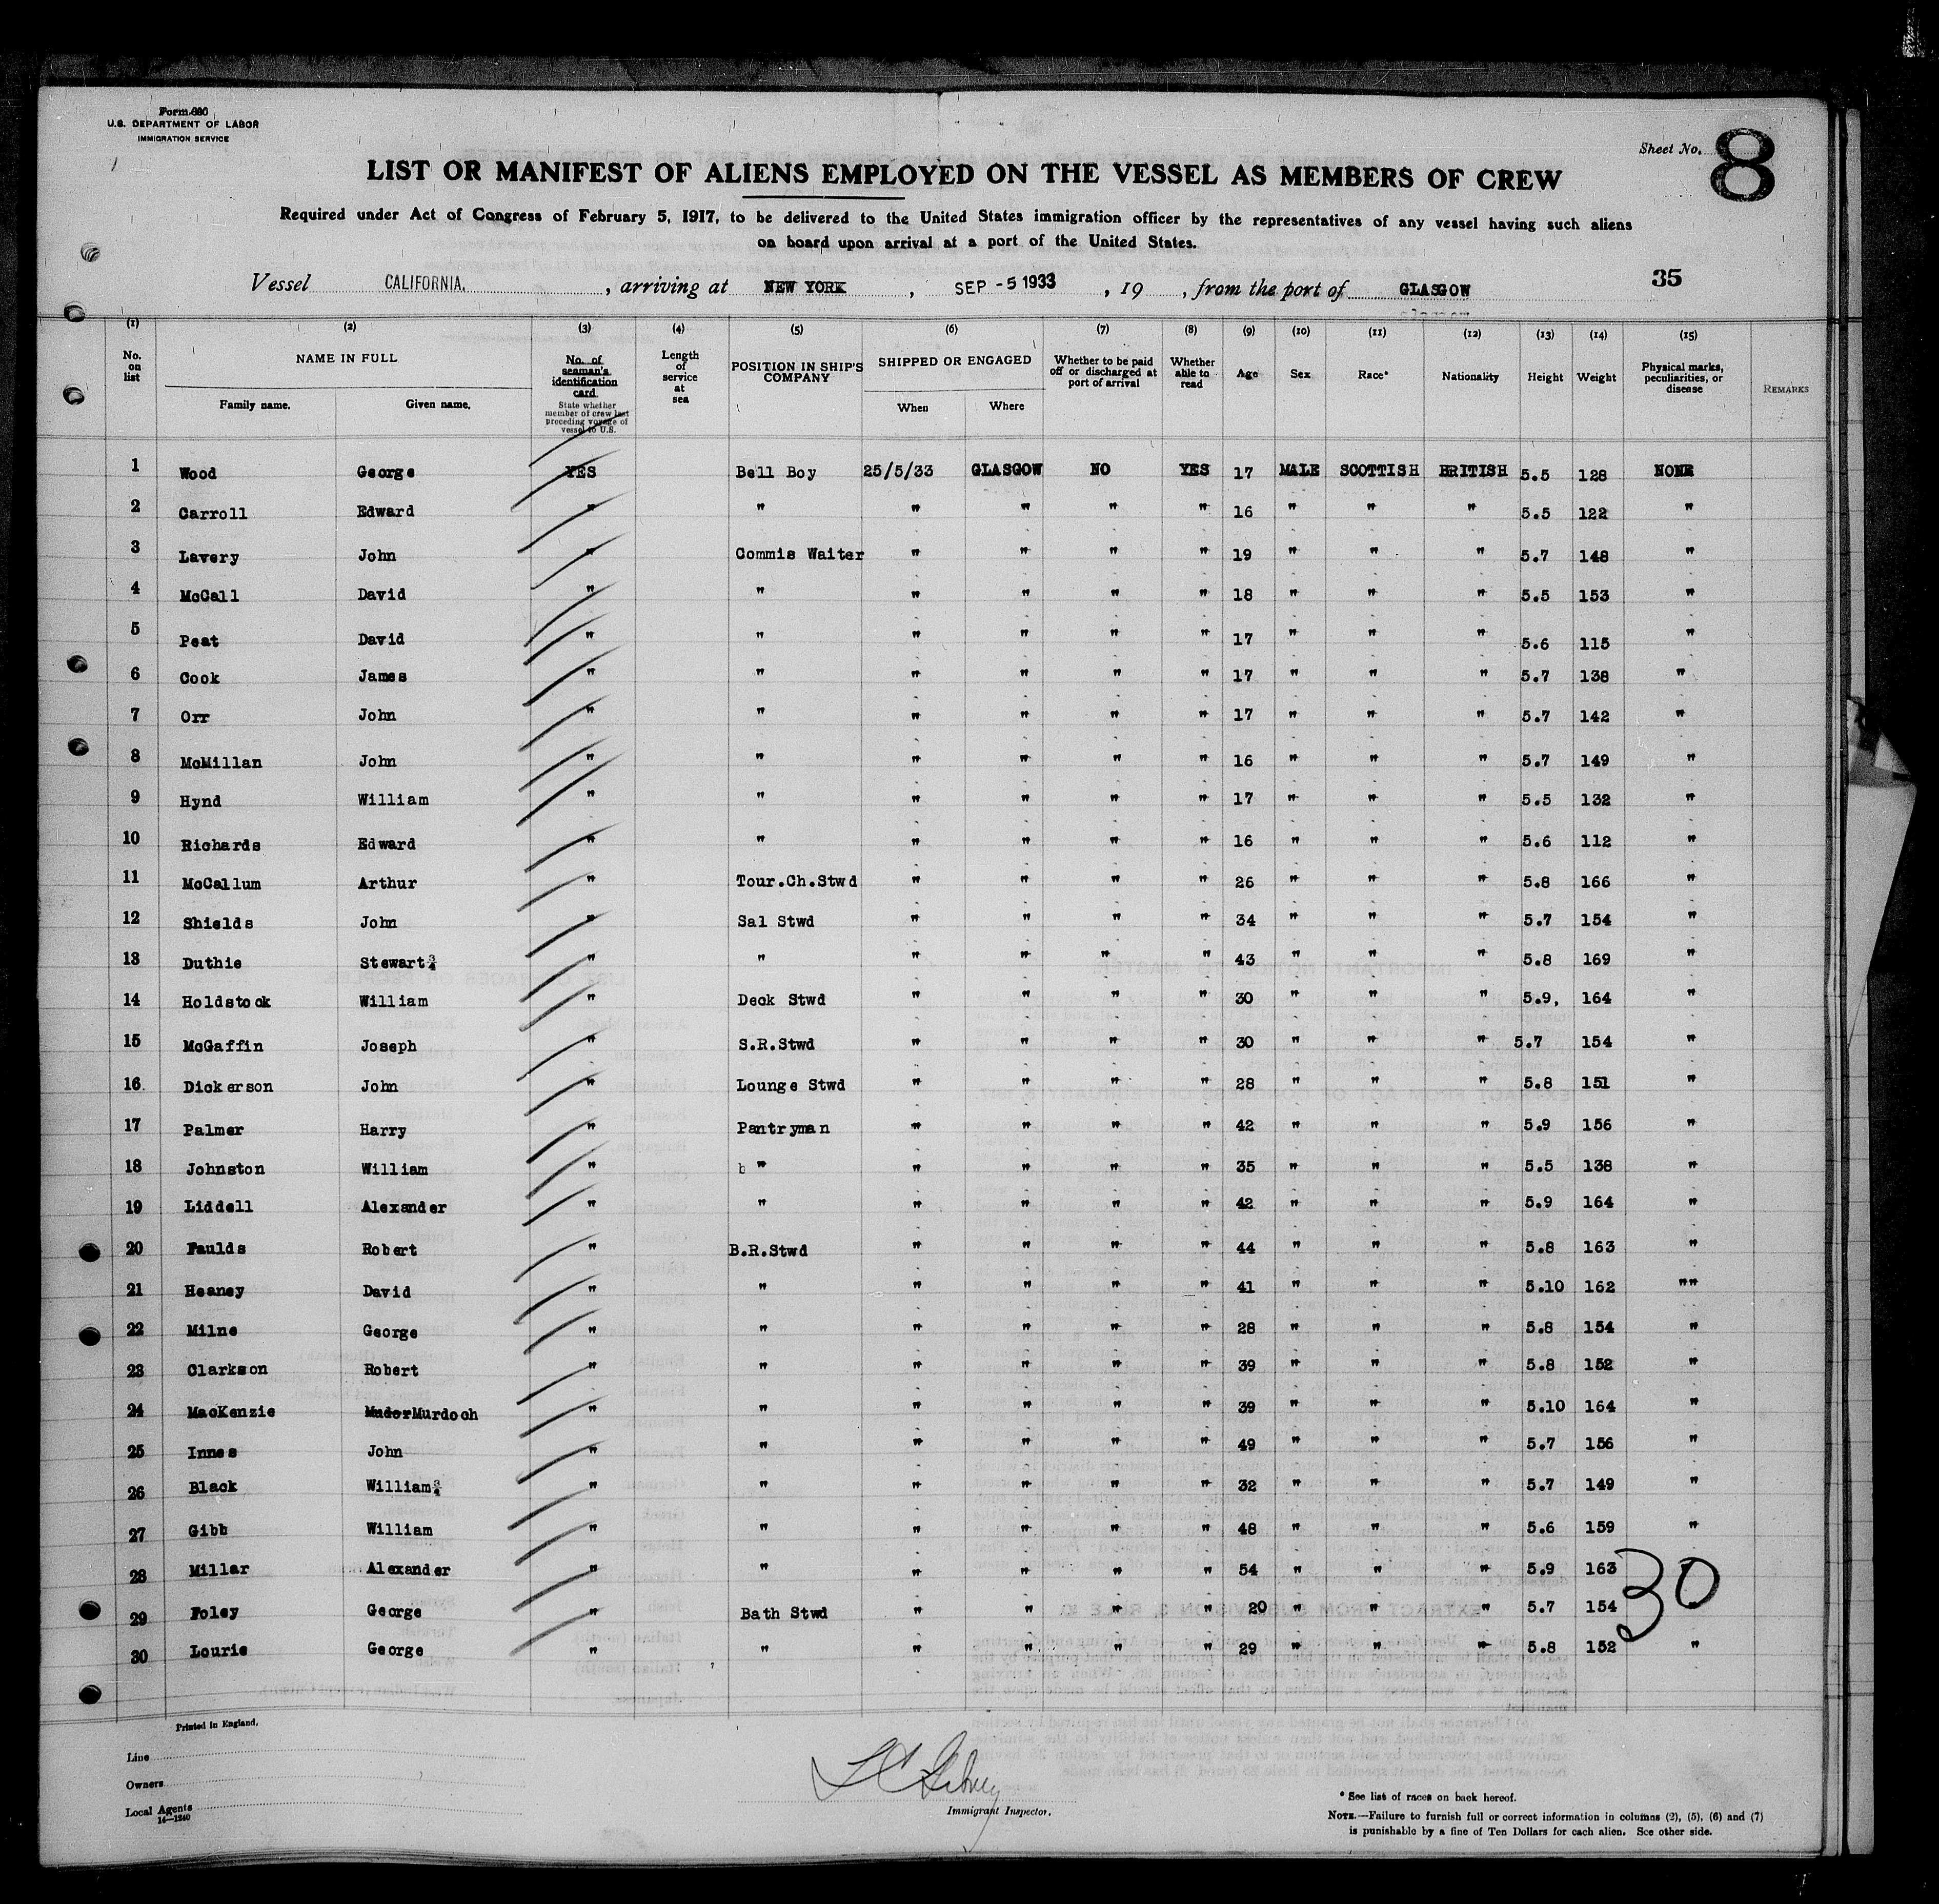 Form 680
U.S. DEPARTMENT OF LABOR
IMMIGRATION SERVICE
Sheet No. 8
LIST OR MANIFEST OF ALIENS EMPLOYED ON THE VESSEL AS MEMBERS OF CREW
Required under Act of Congress of February 5, 1917, to be delivered to the United States immigration officer by the representatives of any vessel having such aliens
on board upon arrival at a port of the United States.
35
Vessel CALIFORNIA. , arriving at NEW YORK , SEP -5 1933 , 19 , from the port of GLASGOW
(1) (2) (3) (4) (5) (6) (7) (8) (9) (10) (11) (12) (13) (14) (15)
No. on list NAME IN FULL Family name. Given name. No. of seaman's identification card State whether member of crew last preceding voyage of vessel to U.S. Length of service at sea POSITION IN SHIP'S COMPANY SHIPPED OR ENGAGED When Where Whether to be paid off or discharged at port of arrival Whether able to read Age Sex Race* Nationality Height Weight Physical marks, peculiarities, or disease REMARKS
1 Wood George YES Bell Boy 25/5/33 GLASGOW NO YES 17 MALE SCOTTISH BRITISH 5.5 128 NONE
2 Carroll Edward " " " " " " 16 " " " 5.5 122 "
3 Lavery John " Commis Waiter " " " " 19 " " " 5.7 148 "
4 McCall David " " " " " " 18 " " " 5.5 153 "
5 Peat David " " " " " " 17 " " " 5.6 115 "
6 Cook James " " " " " " 17 " " " 5.7 138 "
7 Orr John " " " " " " 17 " " " 5.7 142 "
8 McMillan John " " " " " " 16 " " " 5.7 149 "
9 Hynd William " " " " " " 17 " " " 5.5 132 "
10 Richards Edward " " " " " " 16 " " " 5.6 112 "
11 McCallum Arthur " Tour.Ch.Stwd " " " " 26 " " " 5.8 166 "
12 Shields John " Sal Stwd " " " " 34 " " " 5.7 154 "
13 Duthie Stewart " " " " " " 43 " " " 5.8 169 "
14 Holdstock William " Deck Stwd " " " " 30 " " " 5.9, 164 "
15 McGaffin Joseph " S.R.Stwd " " " " 30 " " " 5.7 154 "
16. Dickerson John " Lounge Stwd " " " " 28 " " " 5.8 151 "
17 Palmer Harry " Pantryman " " " " 42 " " " 5.9 156 "
18 Johnston William " b " " " " " 35 " " " 5.5 138 "
19 Liddell Alexander " " " " " " 42 " " " 5.9 164 "
20 Faulds Robert " B.R.Stwd " " " " 44 " " " 5.8 163 "
21 Heaney David " " " " " " 41 " " " 5.10 162 ""
22 Milne George " " " " " " 28 " " " 5.8 154 "
23 Clarkson Robert " " " " " " 39 " " " 5.8 152 "
24 MacKenzie Murdoch " " " " " " 39 " " " 5.10 164 "
25 Innes John " " " " " " 49 " " " 5.7 156 "
26 Black William " " " " " " 32 " " " 5.7 149 "
27 Gibb William " " " " " " 48 " " " 5.6 159 "
28 Millar Alexander " " " " " " 54 " " " 5.9 163 "
29 Foley George " Bath Stwd " " " " 20 " " " 5.7 154 "
30 Lourie George " " " " " " 29 " " " 5.8 152 "
30
Printed in England.
Line
Owners
Local Agents
14—1240
Immigrant Inspector.
* See list of races on back hereof.
NOTE.—Failure to furnish full or correct information in columns (2), (5), (6) and (7)
is punishable by a fine of Ten Dollars for each alien. See other side.